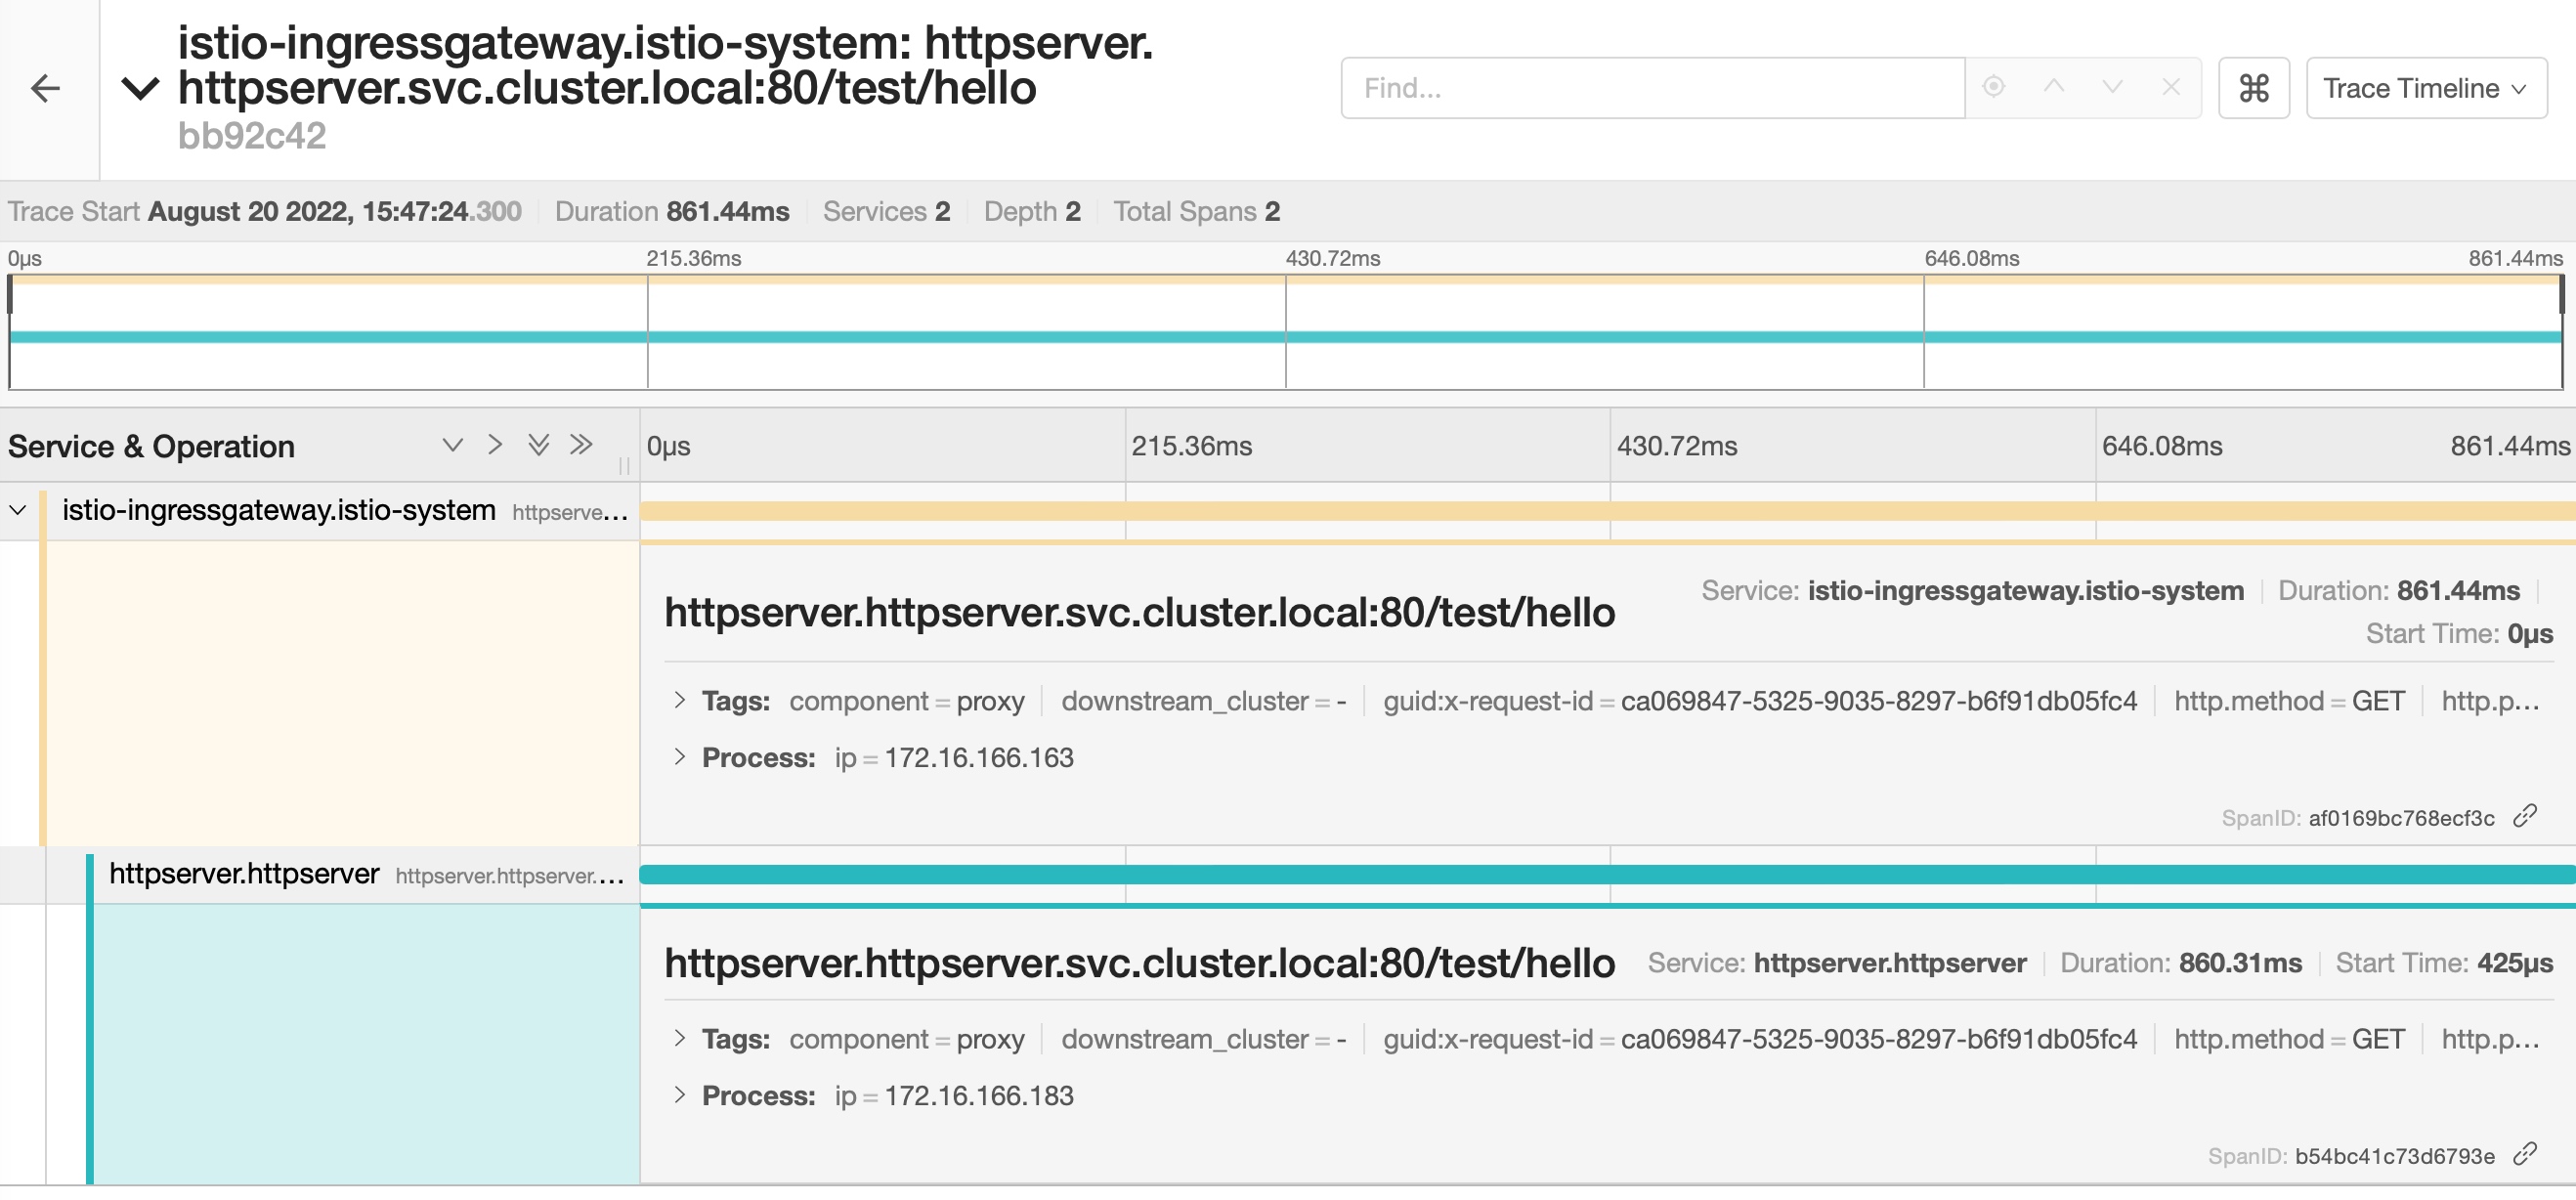 istio-ingressgateway.istio-system: httpserver.
httpserver.svc.cluster.local:80/test/hello
bb92c42
Find...
Trace Timeline
Trace Start August 20 2022, 15:47:24.300 Duration 861.44ms Services 2 Depth 2 Total Spans 2
0μs 215.36ms 430.72ms 646.08ms 861.44ms
Service & Operation 0μs 215.36ms 430.72ms 646.08ms 861.44ms
istio-ingressgateway.istio-system httpserve...
httpserver.httpserver.svc.cluster.local:80/test/hello
Service: istio-ingressgateway.istio-system Duration: 861.44ms
Start Time: 0μs
Tags: component = proxy downstream_cluster = - guid:x-request-id = ca069847-5325-9035-8297-b6f91db05fc4 http.method = GET http.p...
Process: ip = 172.16.166.163
SpanID: af0169bc768ecf3c
httpserver.httpserver httpserver.httpserver....
httpserver.httpserver.svc.cluster.local:80/test/hello Service: httpserver.httpserver Duration: 860.31ms Start Time: 425μs
Tags: component = proxy downstream_cluster = - guid:x-request-id = ca069847-5325-9035-8297-b6f91db05fc4 http.method = GET http.p...
Process: ip = 172.16.166.183
SpanID: b54bc41c73d6793e